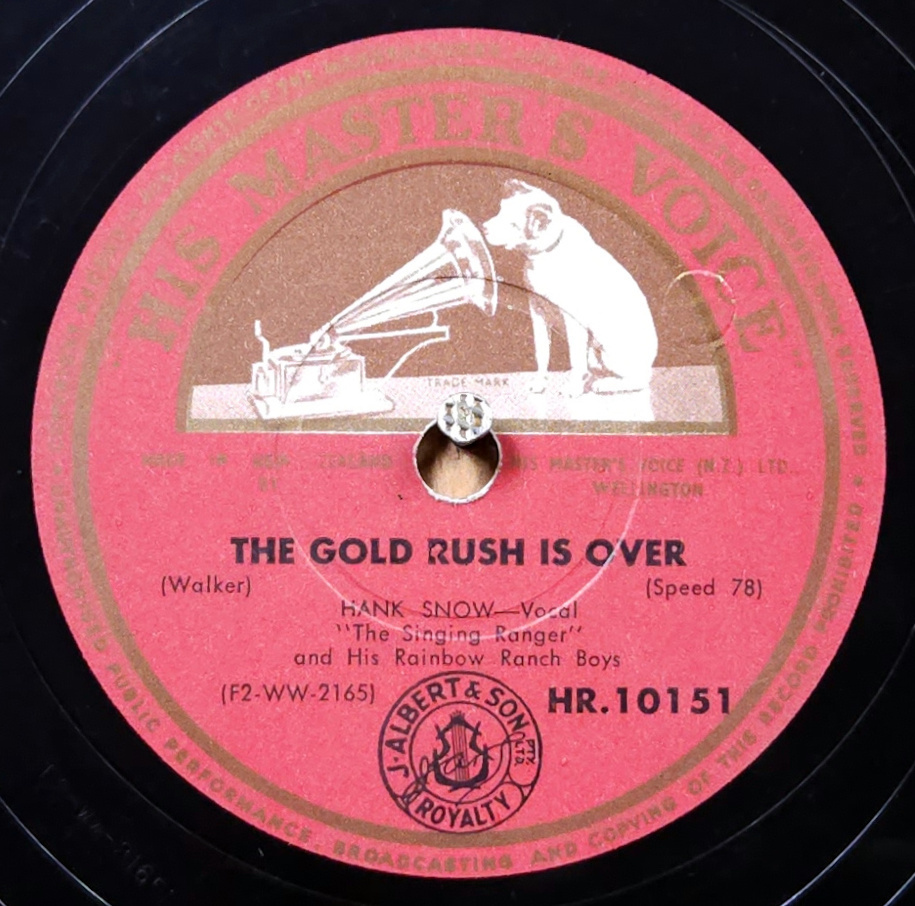 "HIS MASTER'S VOICE"
TRADE-MARK
MADE IN NEW ZEALAND HIS MASTER'S VOICE (N.Z.) LTD.
BY WELLINGTON
THE GOLD RUSH IS OVER
(Walker) (Speed 78)
HANK SNOW—Vocal
"The Singing Ranger"
and His Rainbow Ranch Boys
(F2-WW-2165) HR.10151
J. ALBERT & SON PTY. LTD.
ROYALTY
RESERVED ★ UNAUTHORISED PUBLIC PERFORMANCE, BROADCASTING AND COPYING OF THIS RECORD PROHIBITED ★